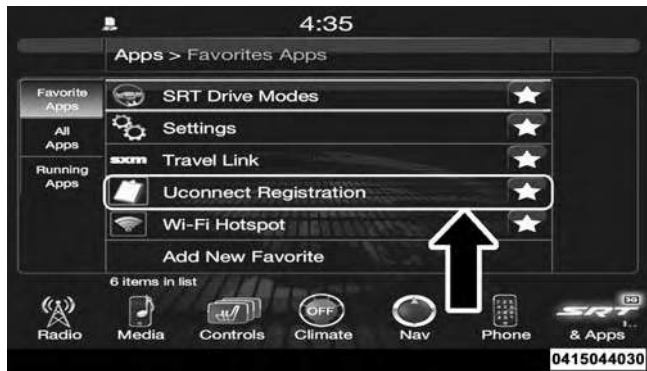 4:35
Apps > Favorites Apps
Favorite
Apps
All
Apps
Running
Apps
SRT Drive Modes
Settings
sxm Travel Link
Uconnect Registration
Wi-Fi Hotspot
Add New Favorite
6 items in list
OFF
3G
SRT
Radio
Media
Controls
Climate
Nav
Phone
& Apps
0415044030